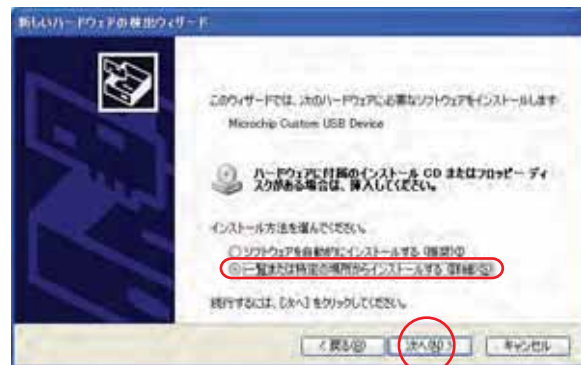 新しいハードウェアの検出ウィザード
このウィザードでは、次のハードウェアに必要なソフトウェアをインストールします
Microchip Custom USB Device
ハードウェアに付属のインストール CD またはフロッピー ディ
スクがある場合は、挿入してください。
インストール方法を選んでください。
ソフトウェアを自動的にインストールする (推奨)(I)
一覧または特定の場所からインストールする (詳細)(S)
続行するには、[次へ] をクリックしてください。
< 戻る(B)
次へ(N) >
キャンセル